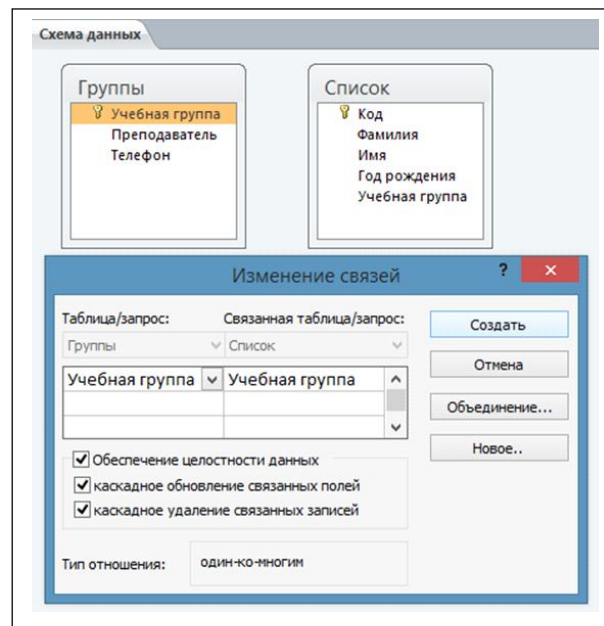 Схема данных
Группы
Учебная группа
Преподаватель
Телефон
Список
Код
Фамилия
Имя
Год рождения
Учебная группа
Изменение связей
?
×
Таблица/запрос:
Связанная таблица/запрос:
Группы
Список
Учебная группа
Учебная группа
Обеспечение целостности данных
каскадное обновление связанных полей
каскадное удаление связанных записей
Тип отношения:
один-ко-многим
Создать
Отмена
Объединение...
Новое..